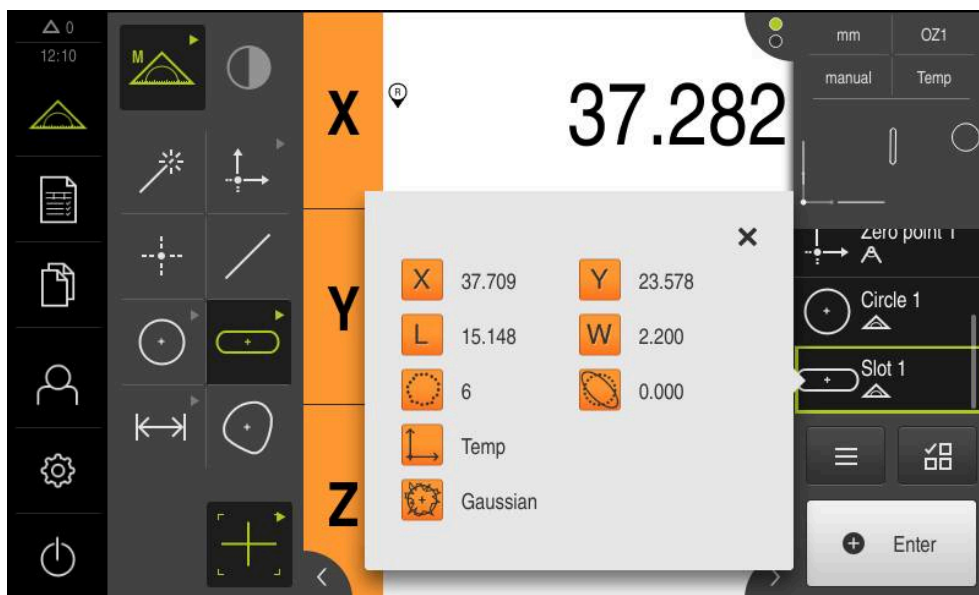 0
12:10
M
X
R
37.282
mm
OZ1
manual
Temp
X 37.709
Y 23.578
L 15.148
W 2.200
6
0.000
Temp
Gaussian
Y
Z
Zero point 1
Circle 1
Slot 1
Enter